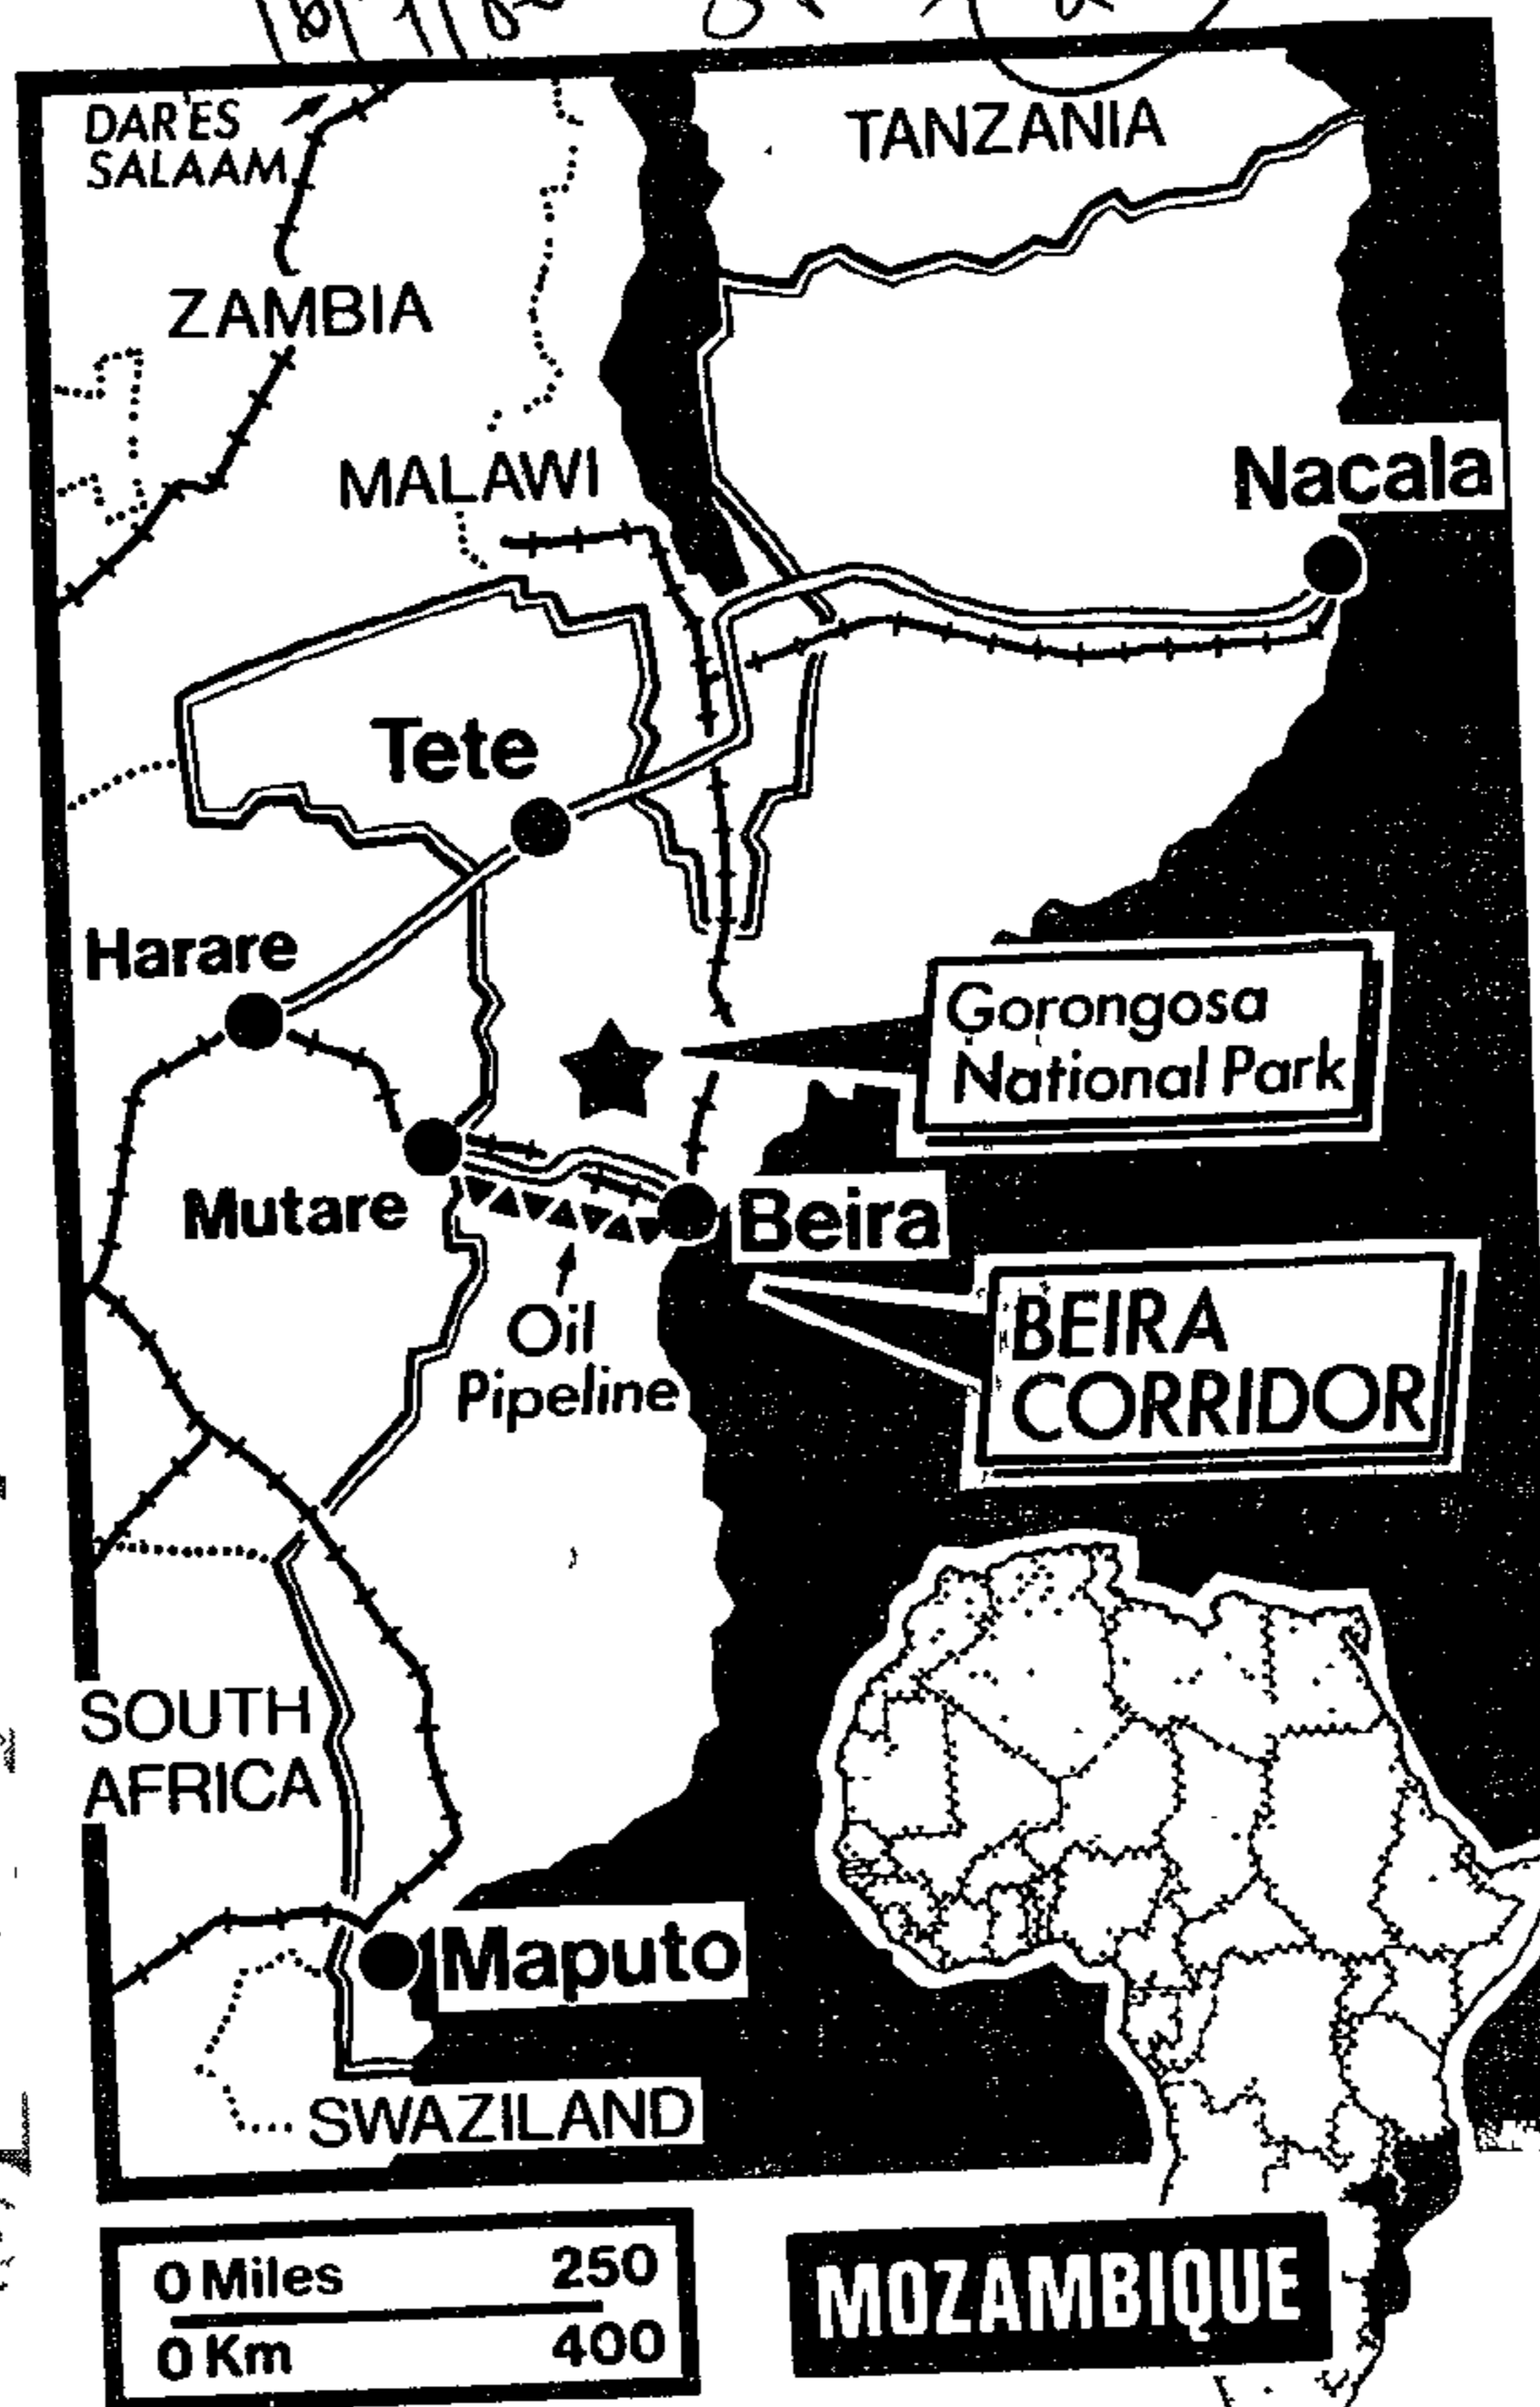 DAR'ES
SALAAM
TANZANIA
ZAMBIA
MALAWI
Nacala
Tete
Harare
Gorongosa
National Park
Mutare
Beira
Oil
Pipeline
BEIRA
CORRIDOR
SOUTH
AFRICA
Maputo
SWAZILAND
0 Miles 250
0 Km 400
MOZAMBIQUE